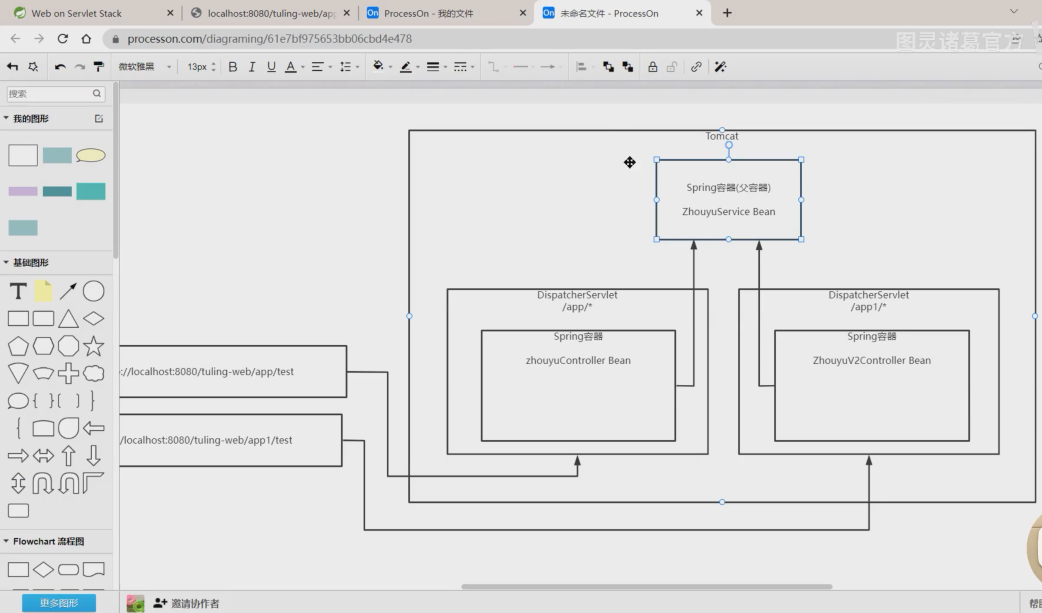 Web on Servlet Stack
localhost:8080/tuling-web/app
On ProcessOn - 我的文件
On 未命名文件 - ProcessOn
processon.com/diagraming/61e7bf975653bb06cbd4e478
图灵诸葛官方
微软雅黑 13px B I U A
搜索
我的图形
基础图形
T
Flowchart 流程图
更多图形
Tomcat
Spring容器(父容器)
ZhouyuService Bean
DispatcherServlet
/app/*
Spring容器
zhouyuController Bean
DispatcherServlet
/app1/*
Spring容器
ZhouyuV2Controller Bean
://localhost:8080/tuling-web/app/test
/localhost:8080/tuling-web/app1/test
邀请协作者